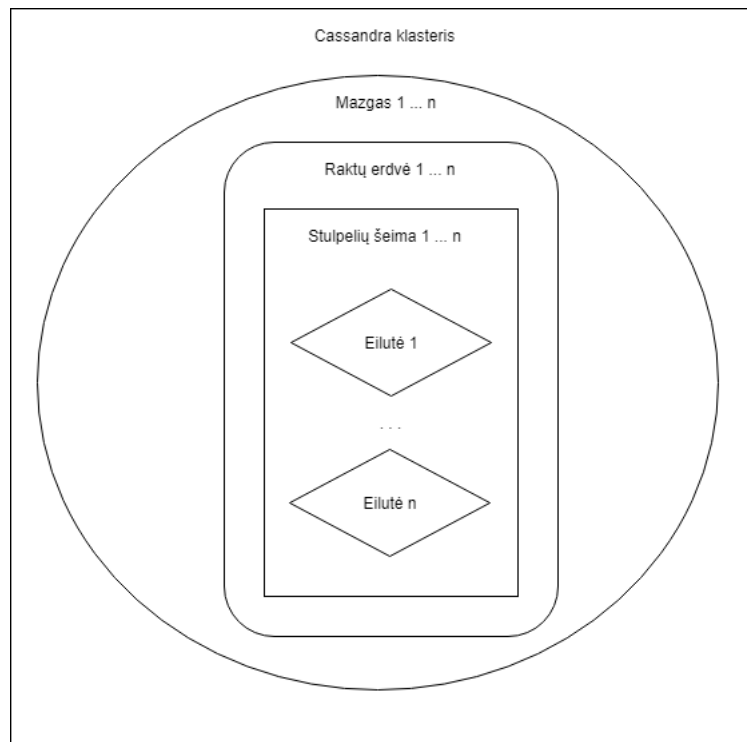 Cassandra klasteris
Mazgas 1 ... n
Raktų erdvė 1 ... n
Stulpelių šeima 1 ... n
Eilutė 1
. . .
Eilutė n